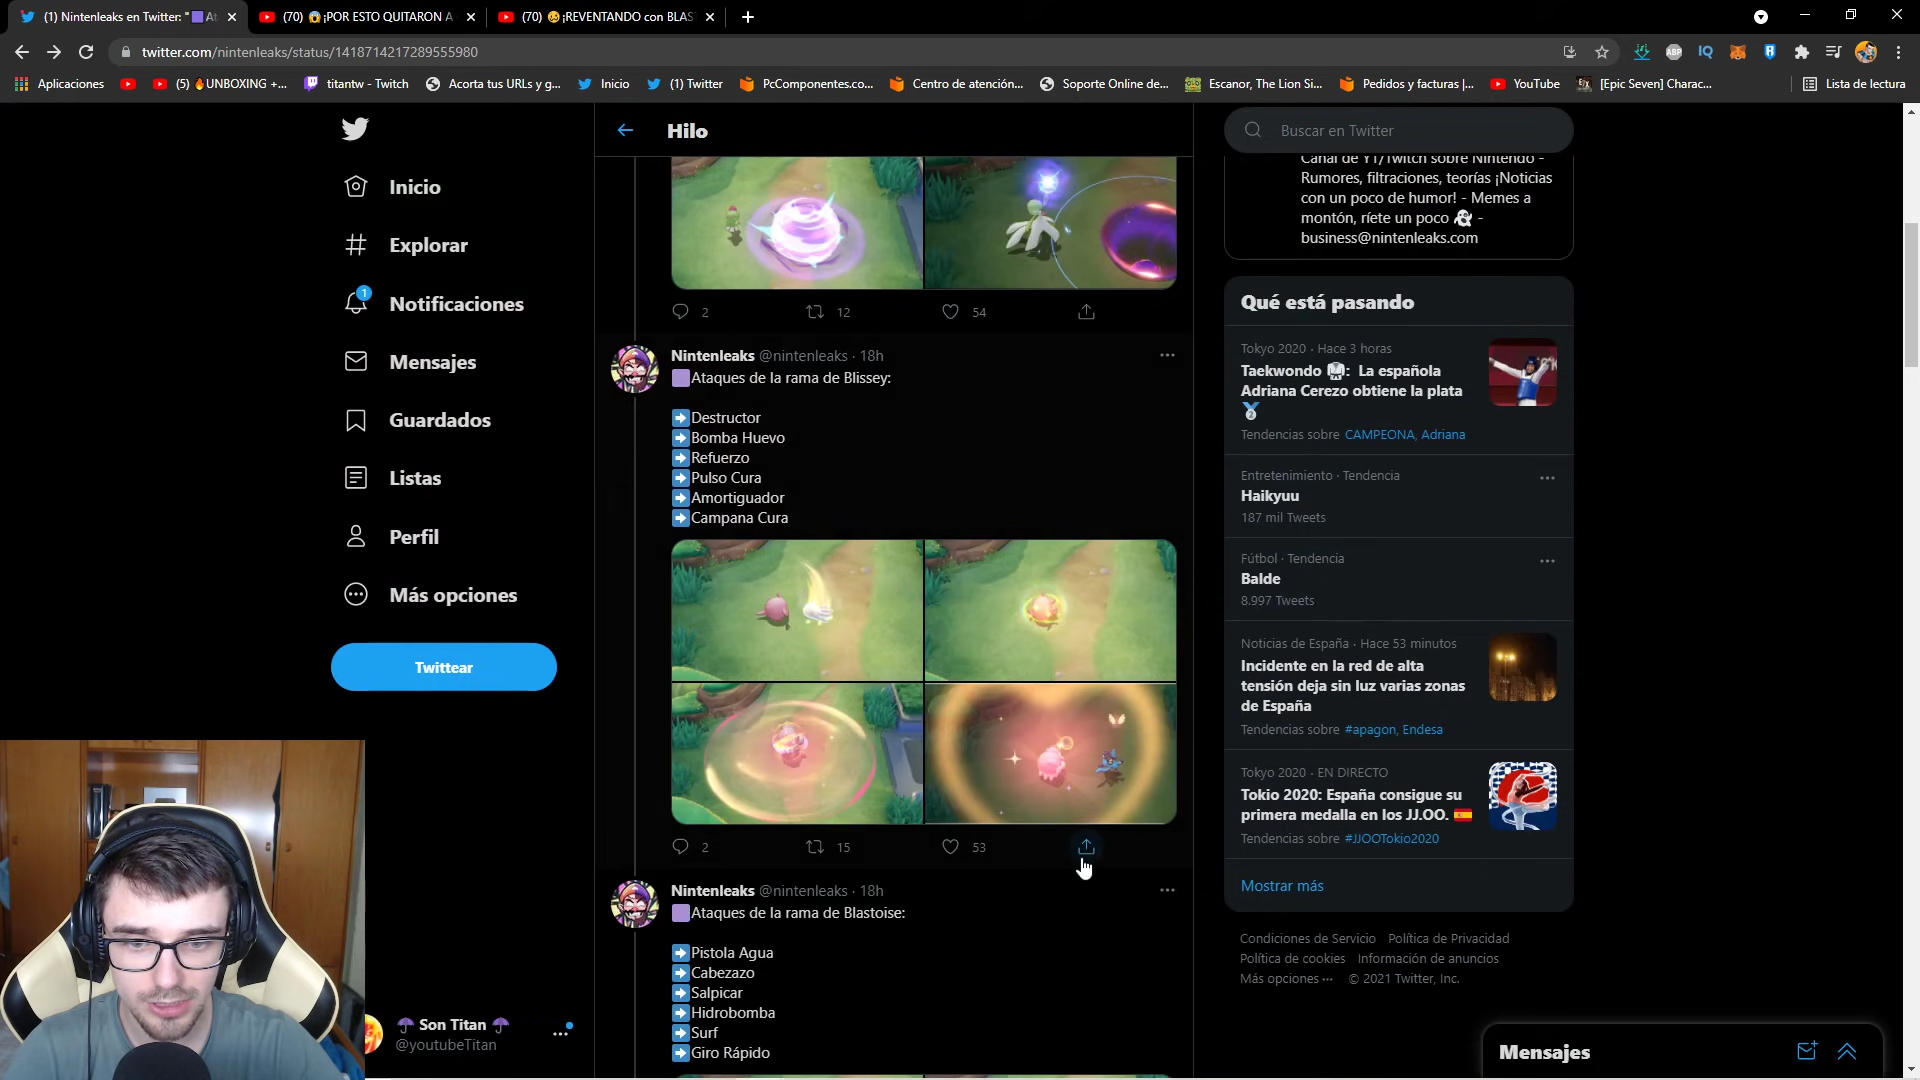 (1) Nintenleaks en Twitter: "🟪At
(70) 😱¡POR ESTO QUITARON A
(70) 🥴¡REVENTANDO con BLAS
twitter.com/nintenleaks/status/1418714217289555980
Aplicaciones
(5) 🔥UNBOXING +...
titantw - Twitch
Acorta tus URLs y g...
Inicio
(1) Twitter
PcComponentes.co...
Centro de atención...
Soporte Online de...
Escanor, The Lion Si...
Pedidos y facturas |...
YouTube
[Epic Seven] Charac...
Lista de lectura
Inicio
Explorar
1
Notificaciones
Mensajes
Guardados
Listas
Perfil
Más opciones
Twittear
☂ Son Titan ☂
@youtubeTitan
Hilo
2 12 54
Nintenleaks @nintenleaks · 18h
🟪Ataques de la rama de Blissey:
➡Destructor
➡Bomba Huevo
➡Refuerzo
➡Pulso Cura
➡Amortiguador
➡Campana Cura
2 15 53
Nintenleaks @nintenleaks · 18h
🟪Ataques de la rama de Blastoise:
➡Pistola Agua
➡Cabezazo
➡Salpicar
➡Hidrobomba
➡Surf
➡Giro Rápido
Buscar en Twitter
Canal de YT/Twitch sobre Nintendo -
Rumores, filtraciones, teorías ¡Noticias
con un poco de humor! - Memes a
montón, ríete un poco 👻 -
business@nintenleaks.com
Qué está pasando
Tokyo 2020 · Hace 3 horas
Taekwondo 🥋: La española
Adriana Cerezo obtiene la plata
🥈
Tendencias sobre CAMPEONA, Adriana
Entretenimiento · Tendencia
Haikyuu
187 mil Tweets
Fútbol · Tendencia
Balde
8.997 Tweets
Noticias de España · Hace 53 minutos
Incidente en la red de alta
tensión deja sin luz varias zonas
de España
Tendencias sobre #apagon, Endesa
Tokyo 2020 · EN DIRECTO
Tokio 2020: España consigue su
primera medalla en los JJ.OO. 🇪🇸
Tendencias sobre #JJOOTokio2020
Mostrar más
Condiciones de Servicio Política de Privacidad
Política de cookies Información de anuncios
Más opciones ··· © 2021 Twitter, Inc.
Mensajes